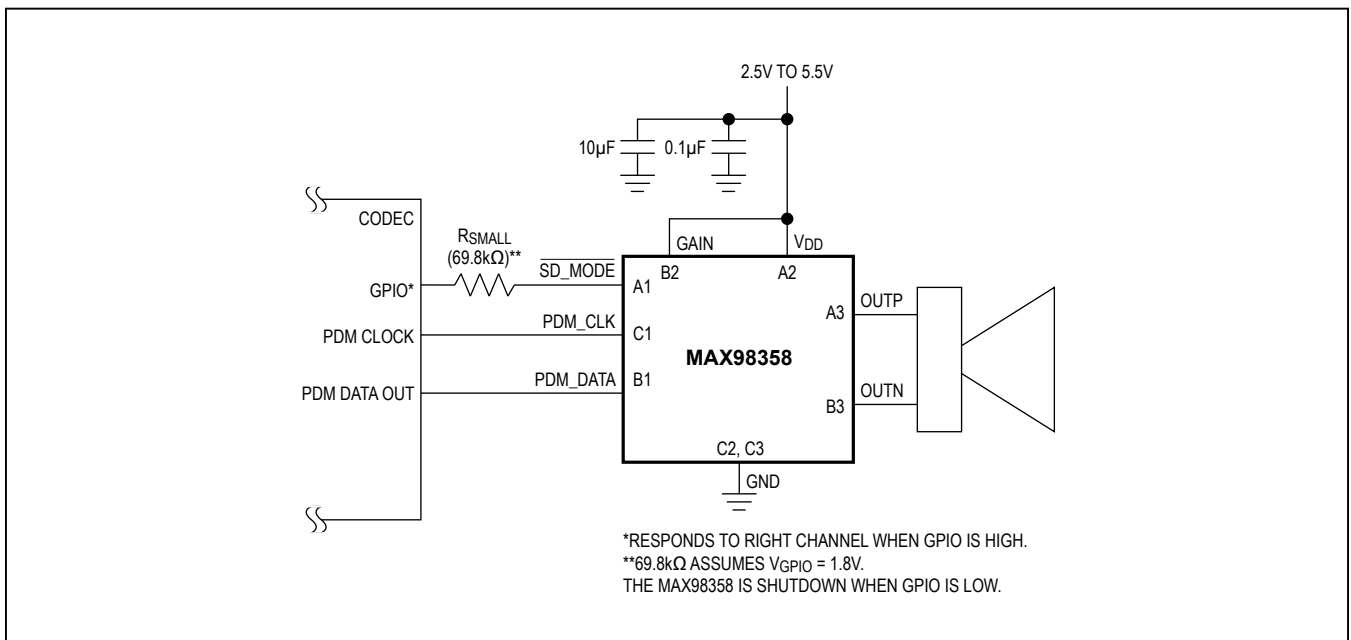 2.5V TO 5.5V
10µF
0.1µF
CODEC
RSMALL
(69.8kΩ)**
SD_MODE
GAIN
VDD
B2
A2
GPIO*
A1
A3
OUTP
PDM CLOCK
PDM_CLK
C1
MAX98358
PDM DATA OUT
PDM_DATA
B1
B3
OUTN
C2, C3
GND
*RESPONDS TO RIGHT CHANNEL WHEN GPIO IS HIGH.
**69.8kΩ ASSUMES VGPIO = 1.8V.
THE MAX98358 IS SHUTDOWN WHEN GPIO IS LOW.